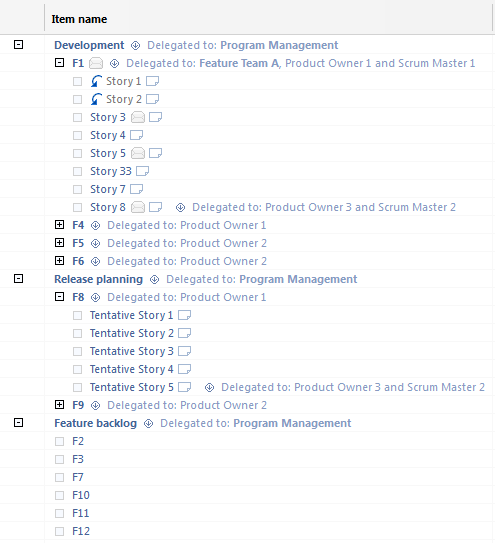 Item name
Development Delegated to: Program Management
F1 Delegated to: Feature Team A, Product Owner 1 and Scrum Master 1
Story 1
Story 2
Story 3
Story 4
Story 5
Story 33
Story 7
Story 8 Delegated to: Product Owner 3 and Scrum Master 2
F4 Delegated to: Product Owner 1
F5 Delegated to: Product Owner 2
F6 Delegated to: Product Owner 2
Release planning Delegated to: Program Management
F8 Delegated to: Product Owner 1
Tentative Story 1
Tentative Story 2
Tentative Story 3
Tentative Story 4
Tentative Story 5 Delegated to: Product Owner 3 and Scrum Master 2
F9 Delegated to: Product Owner 2
Feature backlog Delegated to: Program Management
F2
F3
F7
F10
F11
F12